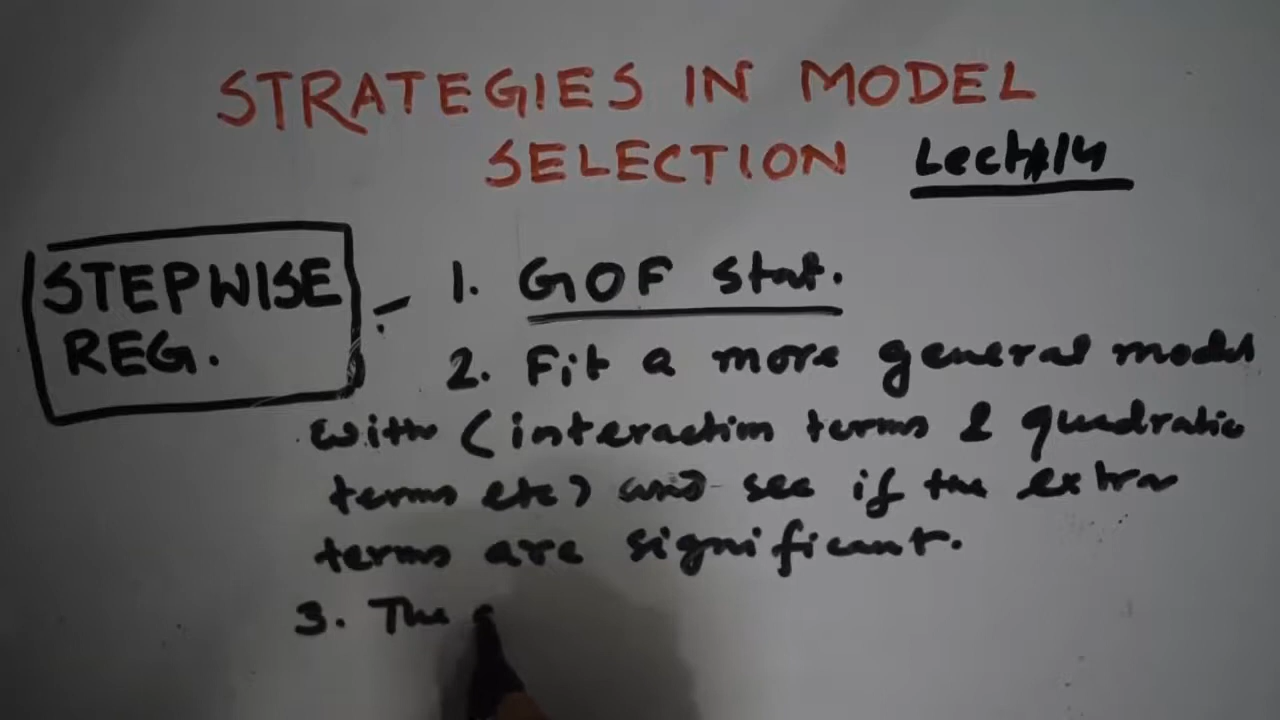 STRATEGIES IN MODEL
SELECTION Lect#14
STEPWISE
REG. :- 1. GOF Stat.
2. Fit a more general model
with (interaction terms & quadratic
terms etc) and see if the extra
terms are significant.
3. The